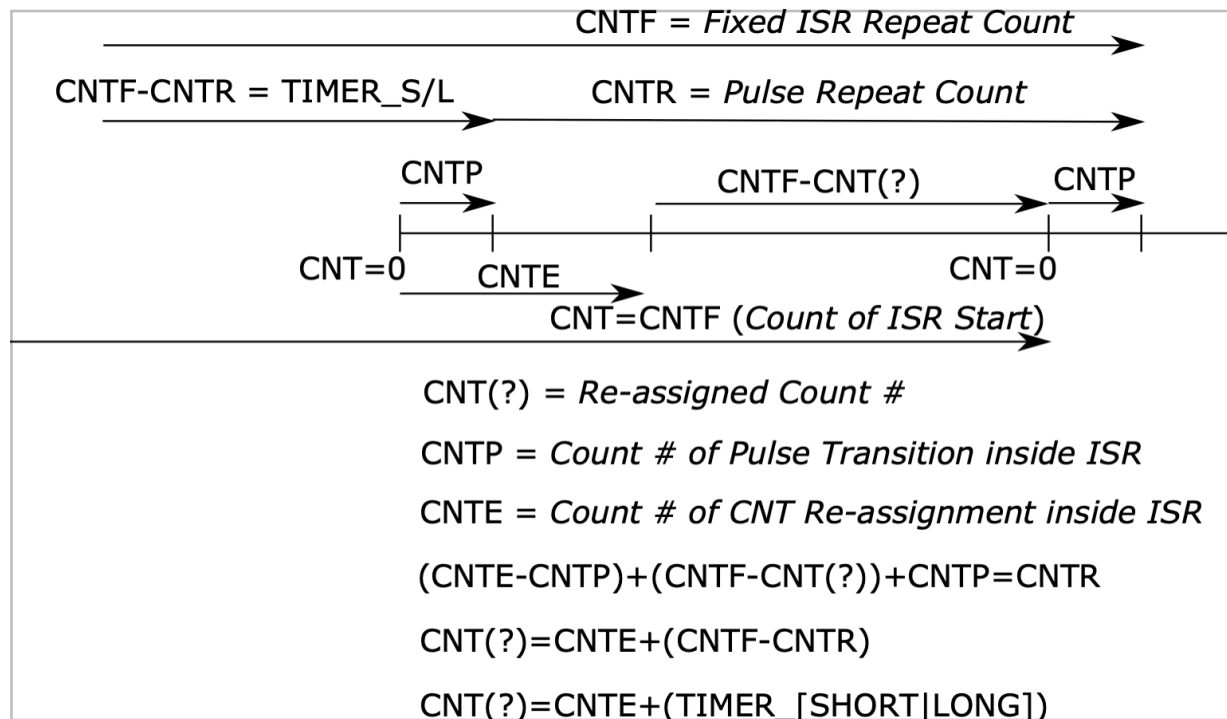 CNTF = Fixed ISR Repeat Count
CNTF-CNTR = TIMER_S/L
CNTR = Pulse Repeat Count
CNTP
CNTF-CNT(?)
CNTP
CNT=0
CNTE
CNT=0
CNT=CNTF (Count of ISR Start)
CNT(?) = Re-assigned Count #
CNTP = Count # of Pulse Transition inside ISR
CNTE = Count # of CNT Re-assignment inside ISR
(CNTE-CNTP)+(CNTF-CNT(?))+CNTP=CNTR
CNT(?)=CNTE+(CNTF-CNTR)
CNT(?)=CNTE+(TIMER_[SHORT|LONG])